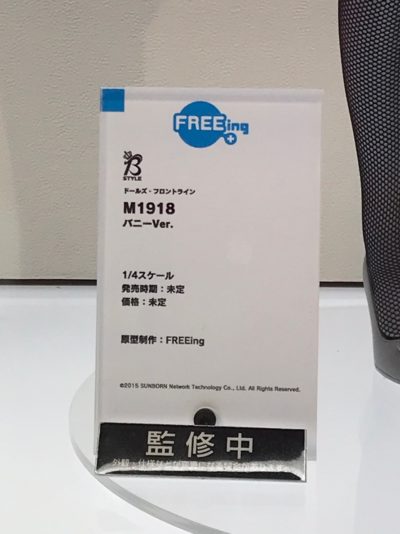 FREEing
B
STYLE
ドールズ・フロントライン
M1918
バニーVer.
1/4スケール
発売時期：未定
価格：未定
原型制作：FREEing
©2015 SUNBORN Network Technology Co., Ltd. All Rights Reserved.
監修中